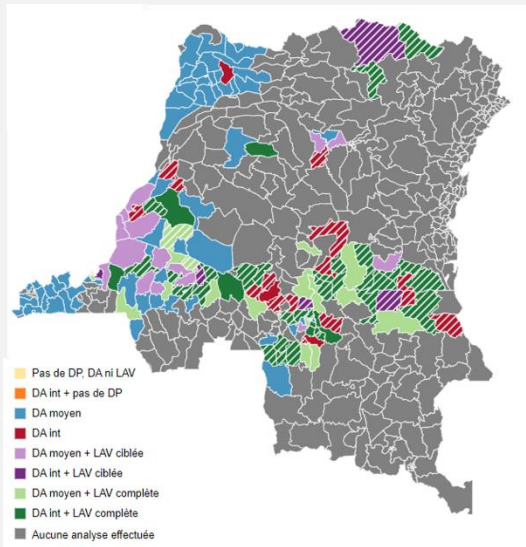 Pas de DP, DA ni LAV
DA int + pas de DP
DA moyen
DA int
DA moyen + LAV ciblée
DA int + LAV ciblée
DA moyen + LAV complète
DA int + LAV complète
Aucune analyse effectuée